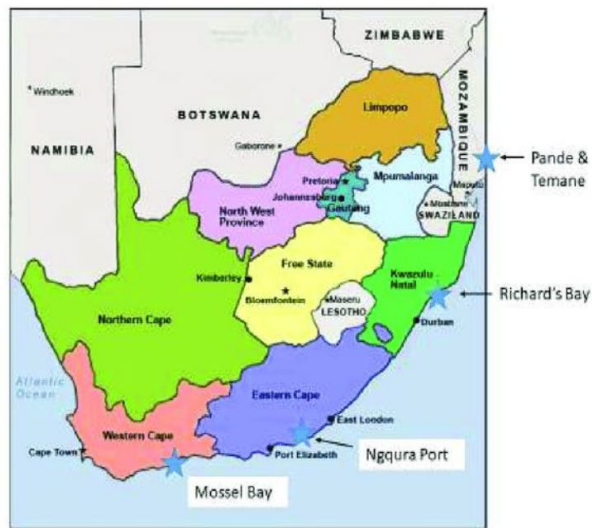 ZIMBABWE
Windhoek
BOTSWANA
NAMIBIA
MOZAMBIQUE
Limpopo
Gaborone
Pretoria
Mpumalanga
Johannesburg
Gauteng
Maputo
Mbabane
SWAZILAND
North West
Province
Pande &
Temane
Free State
Kimberley
Bloemfontein
Maseru
LESOTHO
Kwazulu
Natal
Richard's Bay
Durban
Northern Cape
Atlantic
Ocean
Eastern Cape
East London
Western Cape
Cape Town
Port Elizabeth
Ngqura Port
Mossel Bay